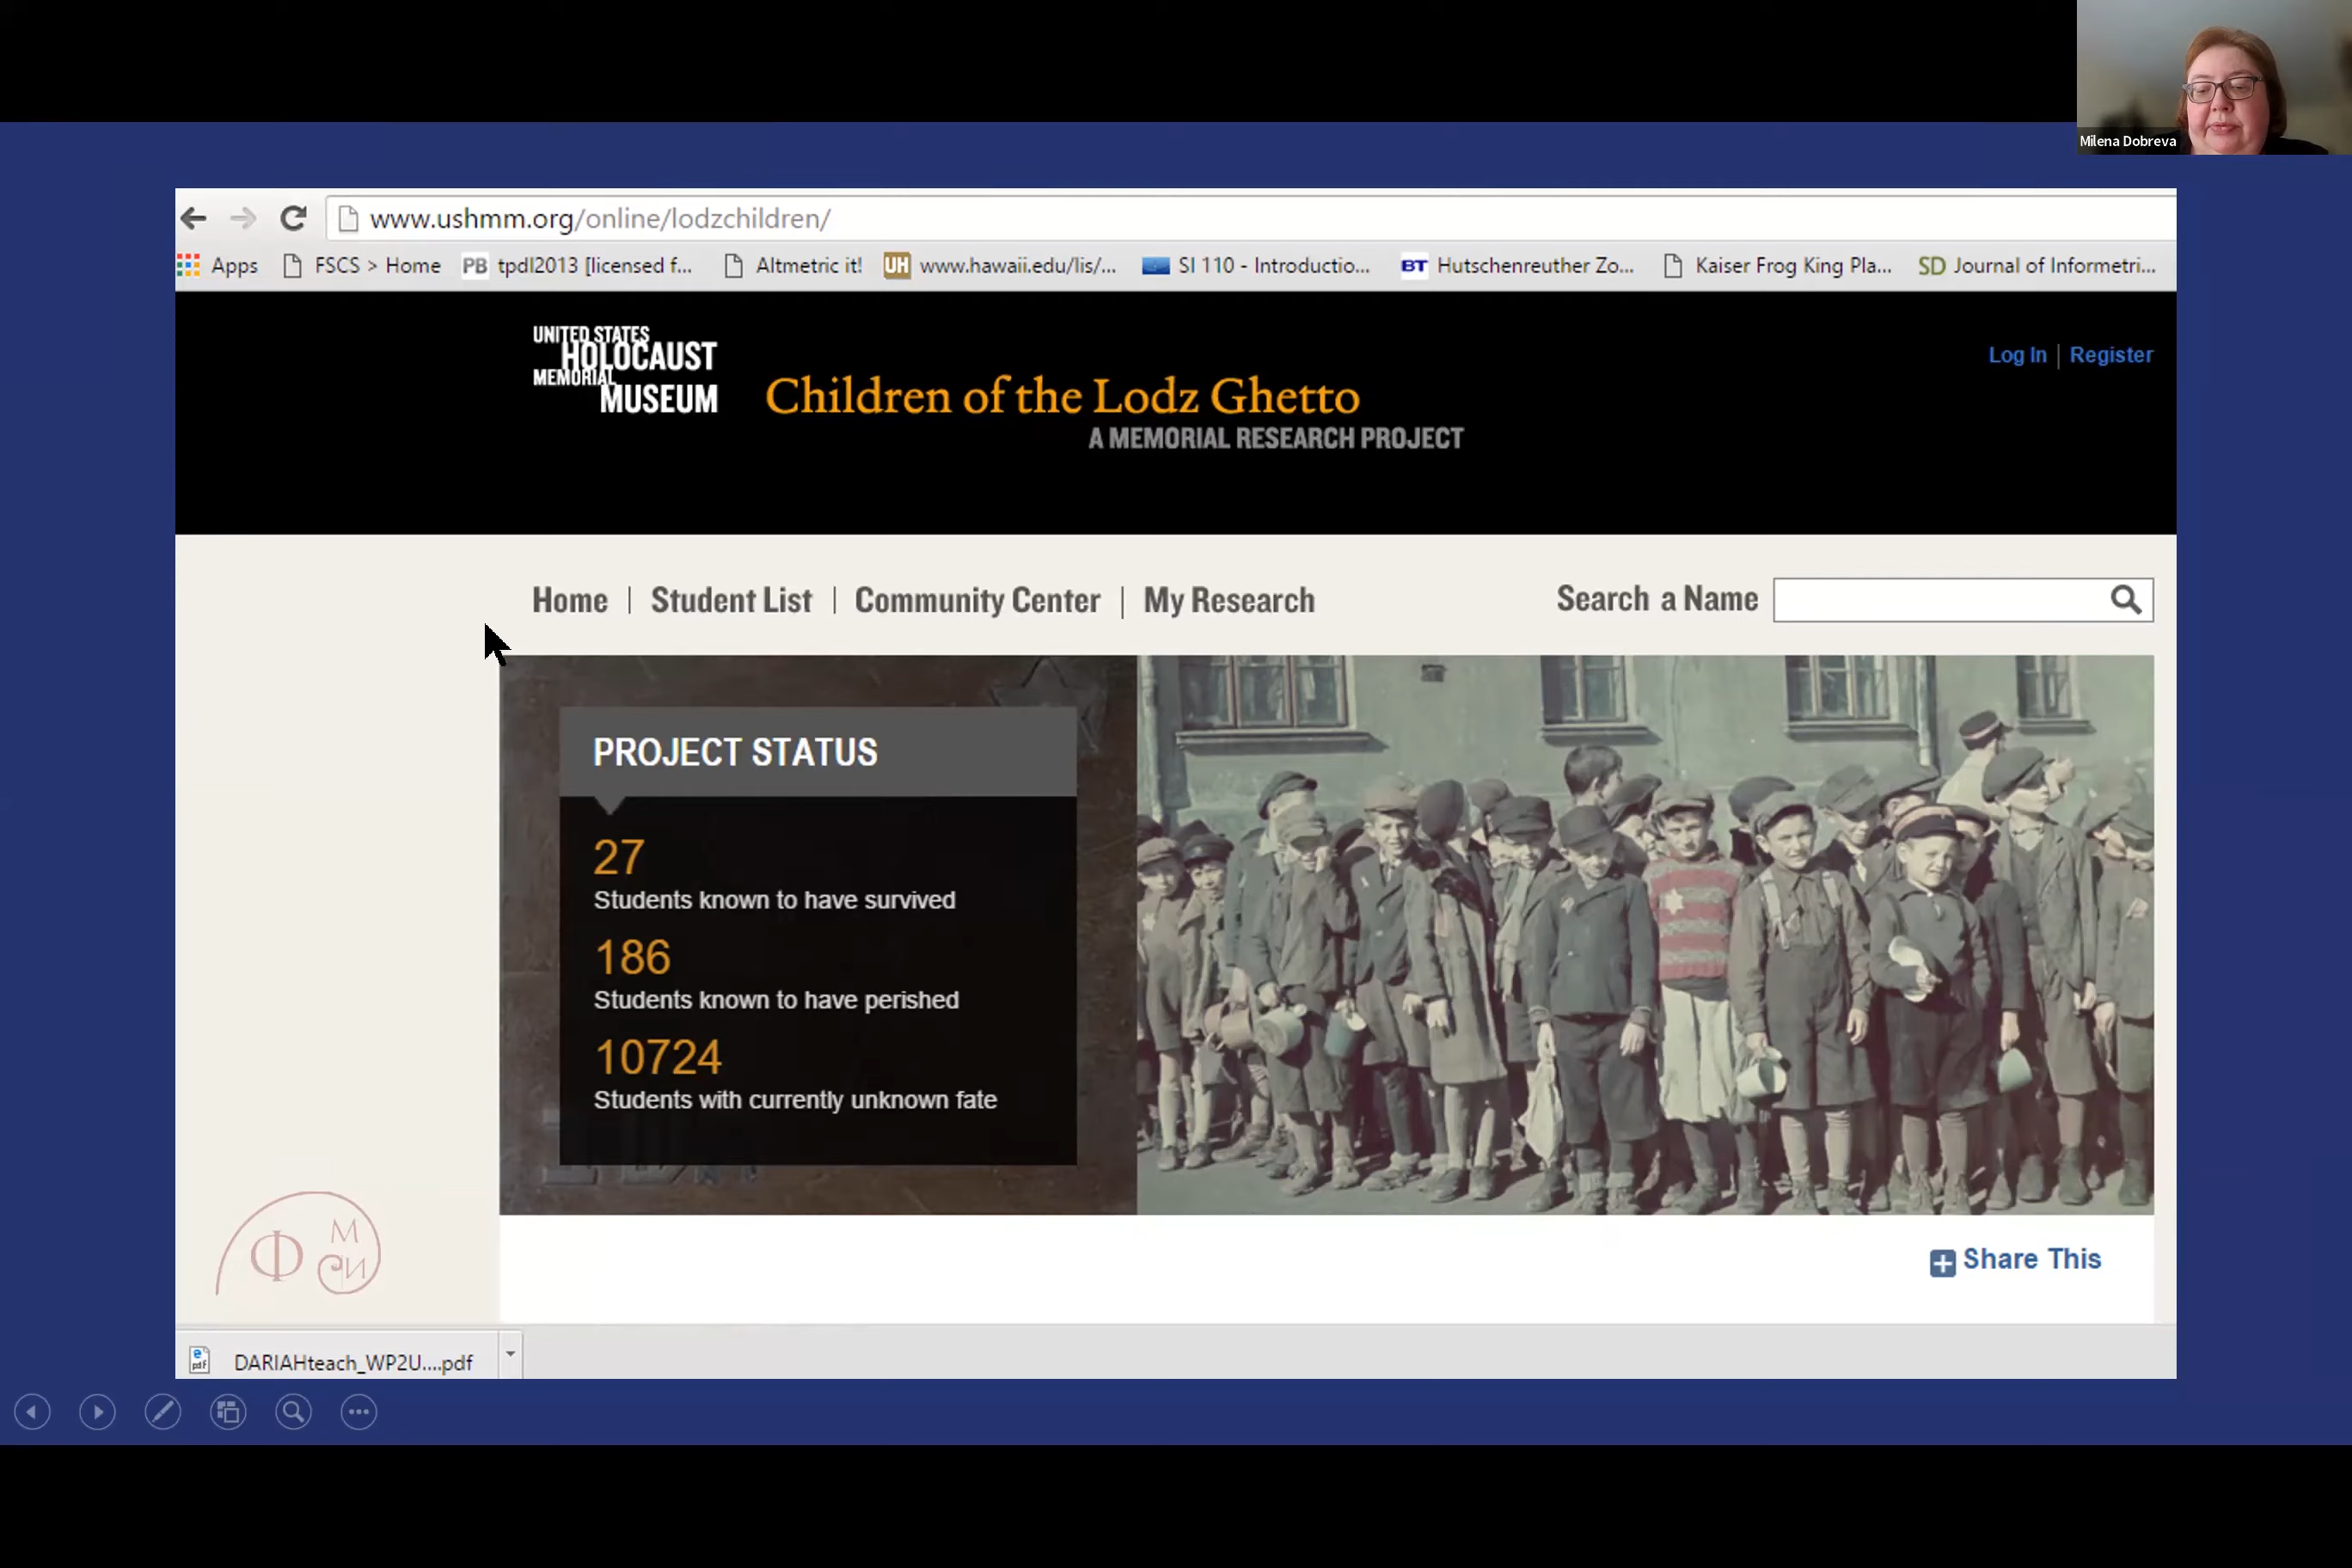 Milena Dobreva
www.ushmm.org/online/lodzchildren/
Apps FSCS > Home PB tpdl2013 [licensed f... Altmetric it! UH www.hawaii.edu/lis/... SI 110 - Introductio... BT Hutschenreuther Zo... Kaiser Frog King Pla... SD Journal of Informetri...
UNITED STATES
HOLOCAUST
MEMORIAL
MUSEUM
Children of the Lodz Ghetto
A MEMORIAL RESEARCH PROJECT
Log In | Register
Home | Student List | Community Center | My Research
Search a Name
PROJECT STATUS
27
Students known to have survived
186
Students known to have perished
10724
Students with currently unknown fate
Ф М
С И
Share This
pdf DARIAHteach_WP2U....pdf